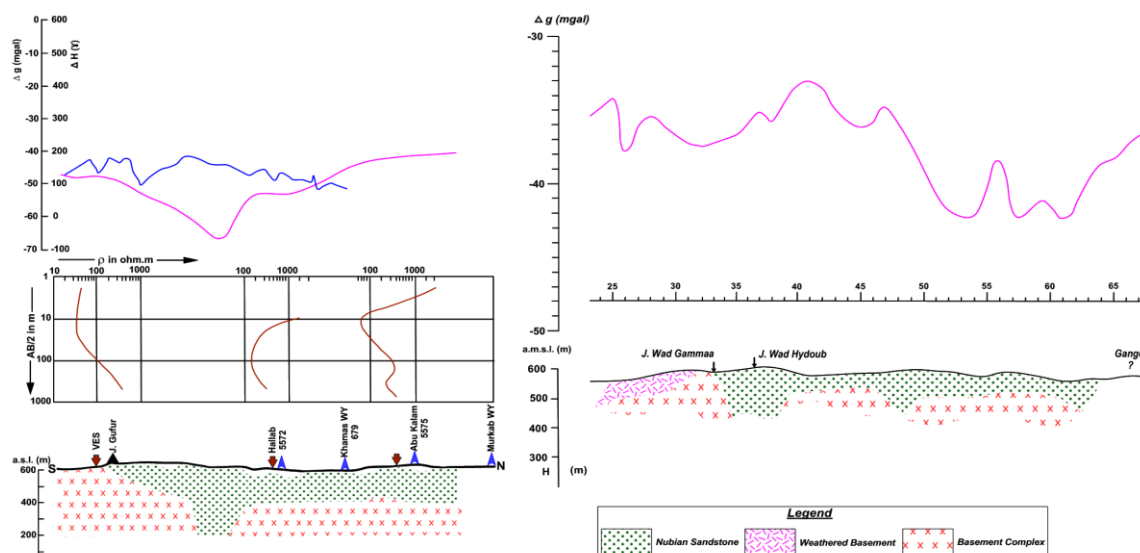 Δ g (mgal)
Δ H (Ɣ)
0 600
-10 500
-20 400
-30 300
-40 200
-50 100
-60 0
-70 -100
ρ in ohm.m
10 100 1000 100 1000 100 1000
AB/2 in m
1
10
100
1000
VES
J. Gufur
Hallab
5572
Khamas WY
679
Abu Kalam
5575
Murkab WY
a.s.l. (m)
S
N
600
400
200
Δ g (mgal)
-30
-40
-50
25 30 35 40 45 50 55 60 65
a.m.s.l. (m)
J. Wad Gammaa
J. Wad Hydoub
Gang
?
600
500
400
300
H (m)
Legend
Nubian Sandstone
Weathered Basement
Basement Complex